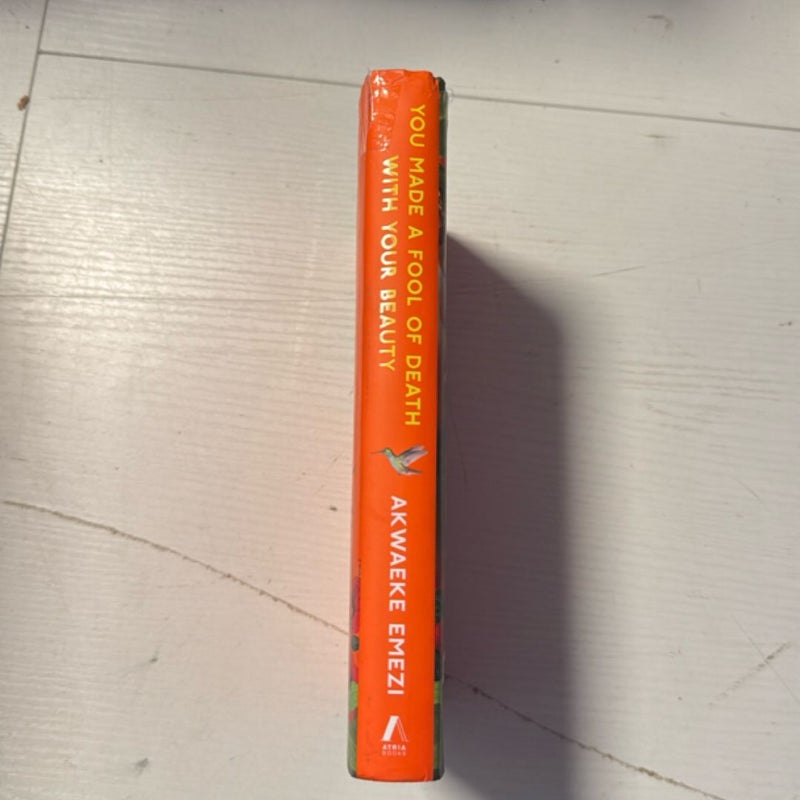 YOU MADE A FOOL OF DEATH
WITH YOUR BEAUTY
AKWAEKE EMEZI
ATRIA
BOOKS